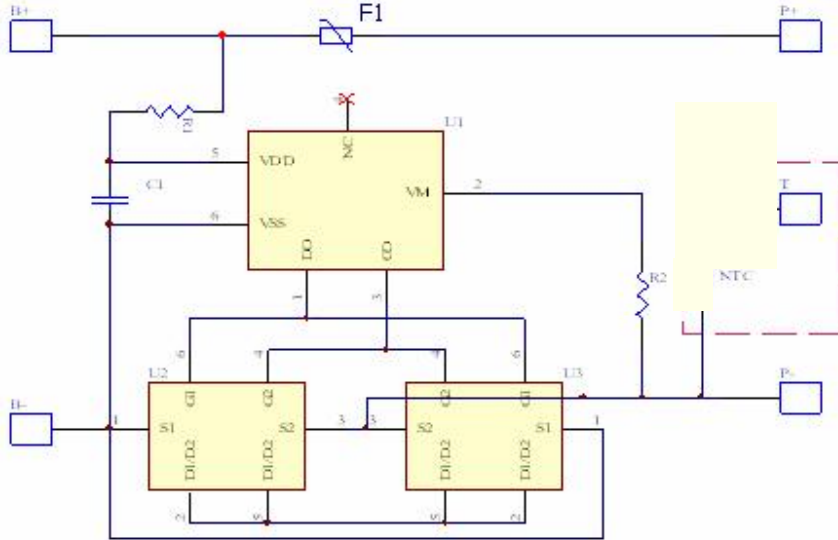 B+
F1
P+
R1
4
U1
5
VDD
NC
C1
VM
2
T
6
VSS
DO
CO
R2
NTC
1
3
6
4
4
6
U2
U3
P-
G1
G2
G2
G1
B-
1
S1
S2
3
3
S2
S1
1
D1/D2
D1/D2
D1/D2
D1/D2
2
5
5
2